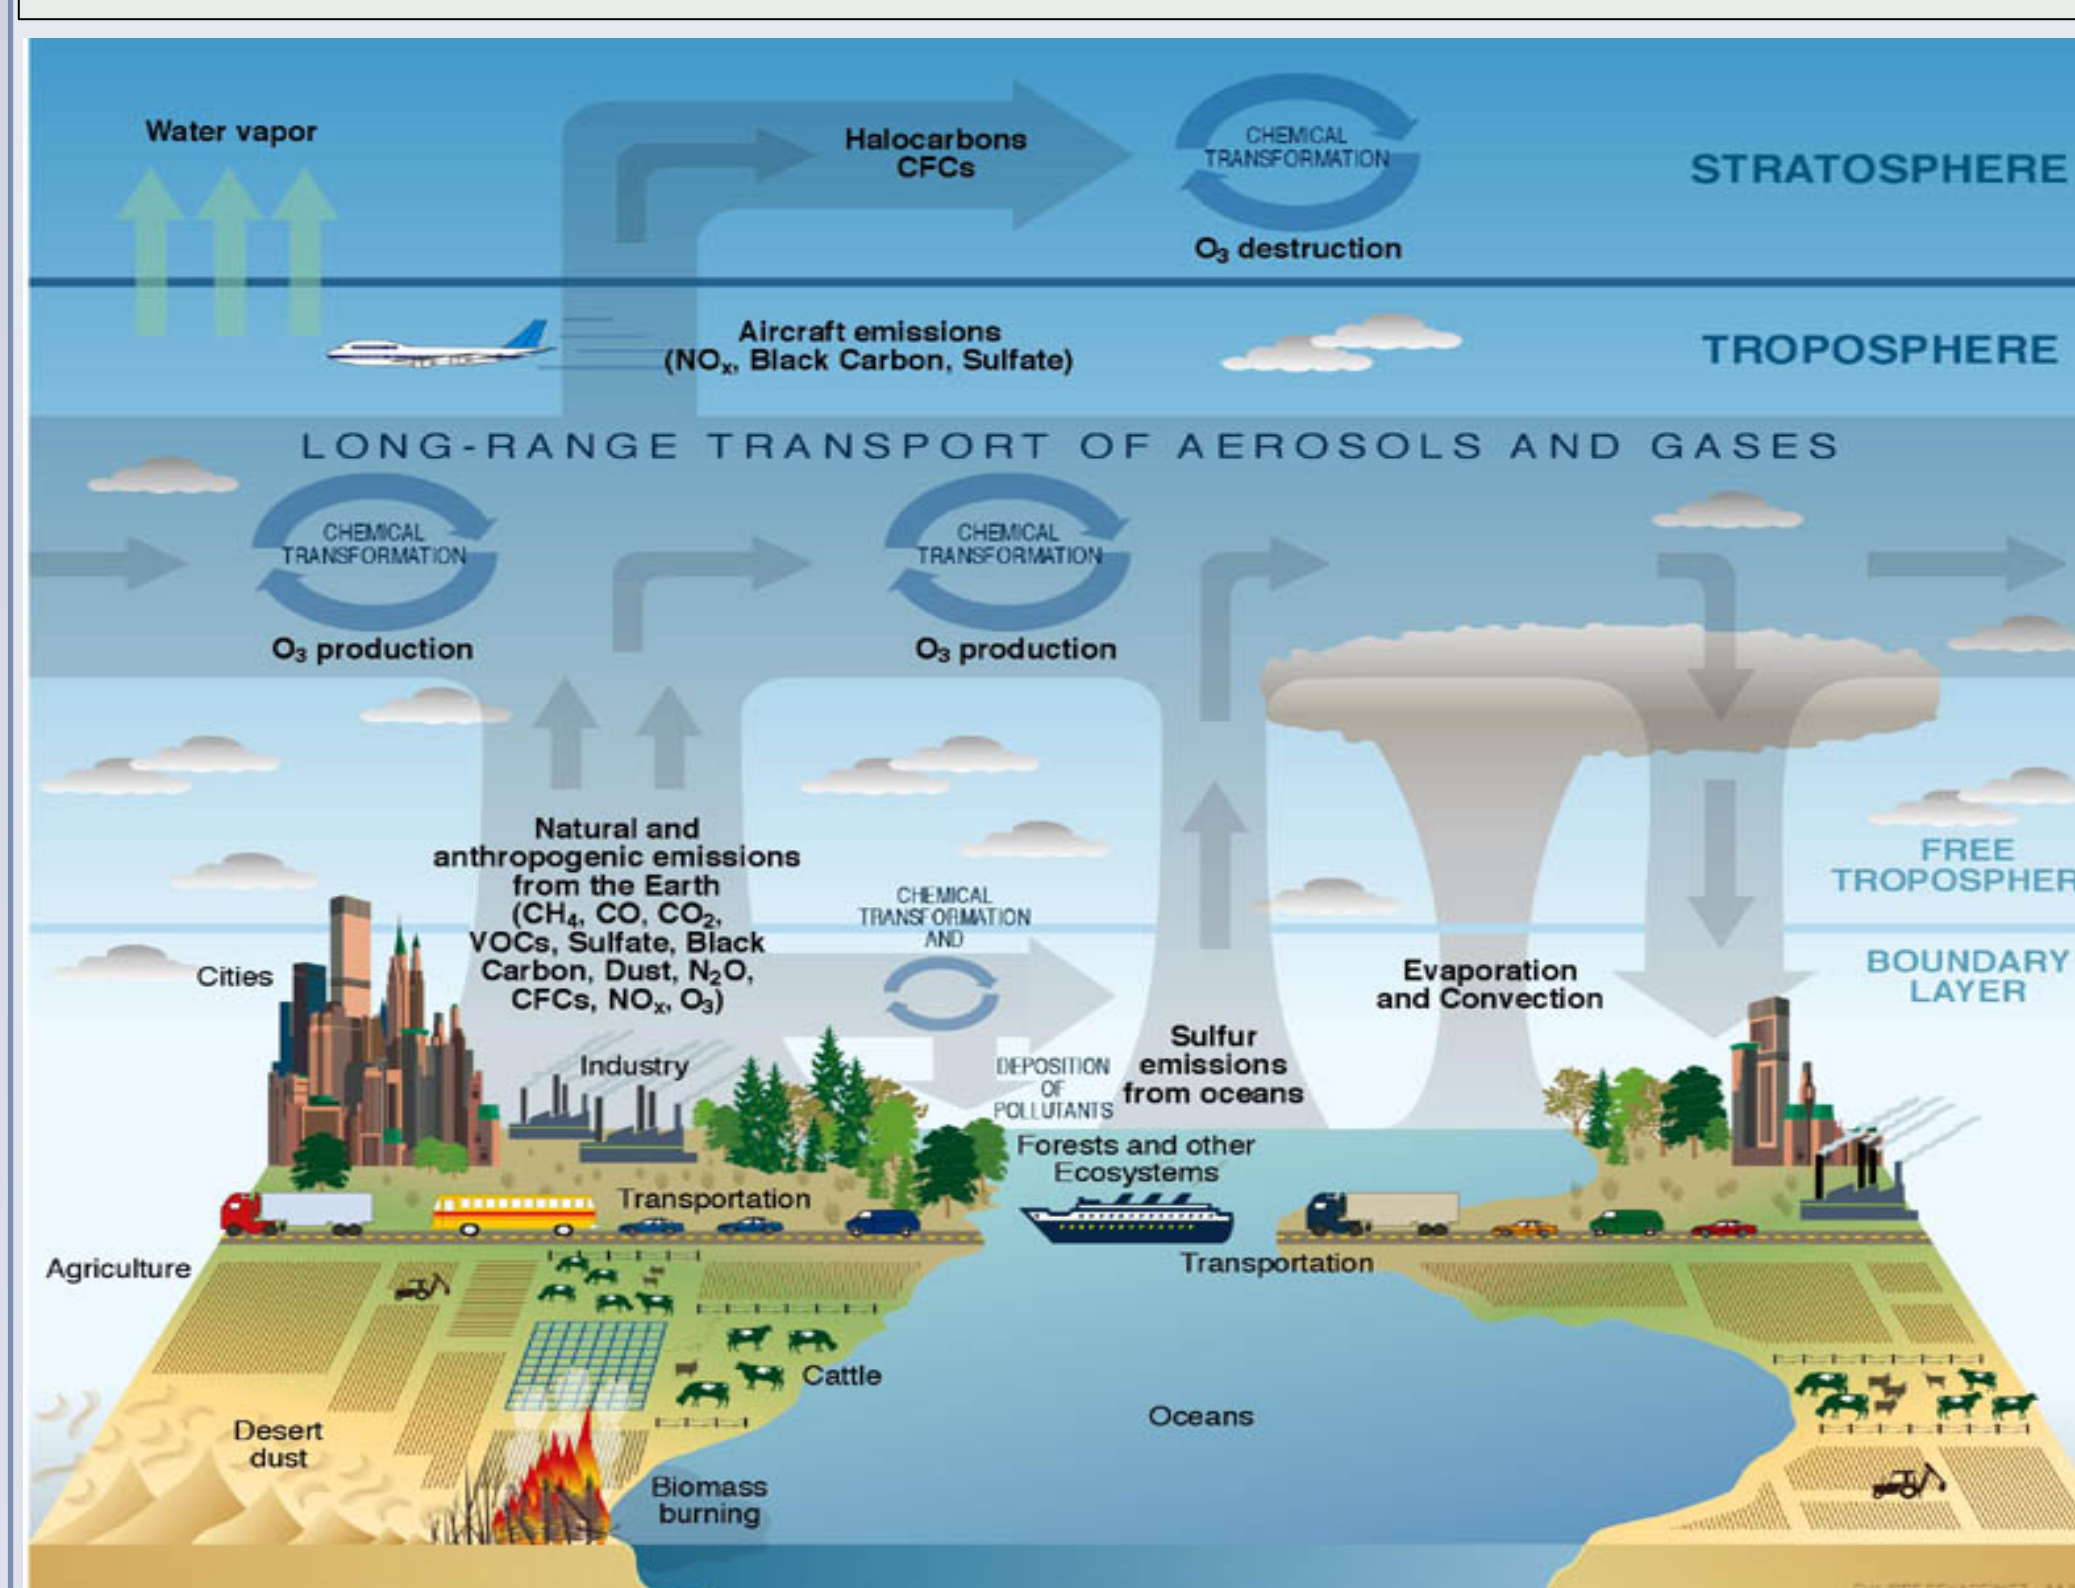 Water vapor
Halocarbons
CFCs
CHEMICAL
TRANSFORMATION
O₃ destruction
STRATOSPHERE
Aircraft emissions
(NOₓ, Black Carbon, Sulfate)
TROPOSPHERE
LONG-RANGE TRANSPORT OF AEROSOLS AND GASES
CHEMICAL
TRANSFORMATION
O₃ production
CHEMICAL
TRANSFORMATION
O₃ production
Natural and
anthropogenic emissions
from the Earth
(CH₄, CO, CO₂,
VOCs, Sulfate, Black
Carbon, Dust, N₂O,
CFCs, NOₓ, O₃)
CHEMICAL
TRANSFORMATION
AND
DEPOSITION
OF
POLLUTANTS
FREE
TROPOSPHER
BOUNDARY
LAYER
Evaporation
and Convection
Sulfur
emissions
from oceans
Cities
Industry
Forests and other
Ecosystems
Transportation
Transportation
Agriculture
Cattle
Oceans
Desert
dust
Biomass
burning